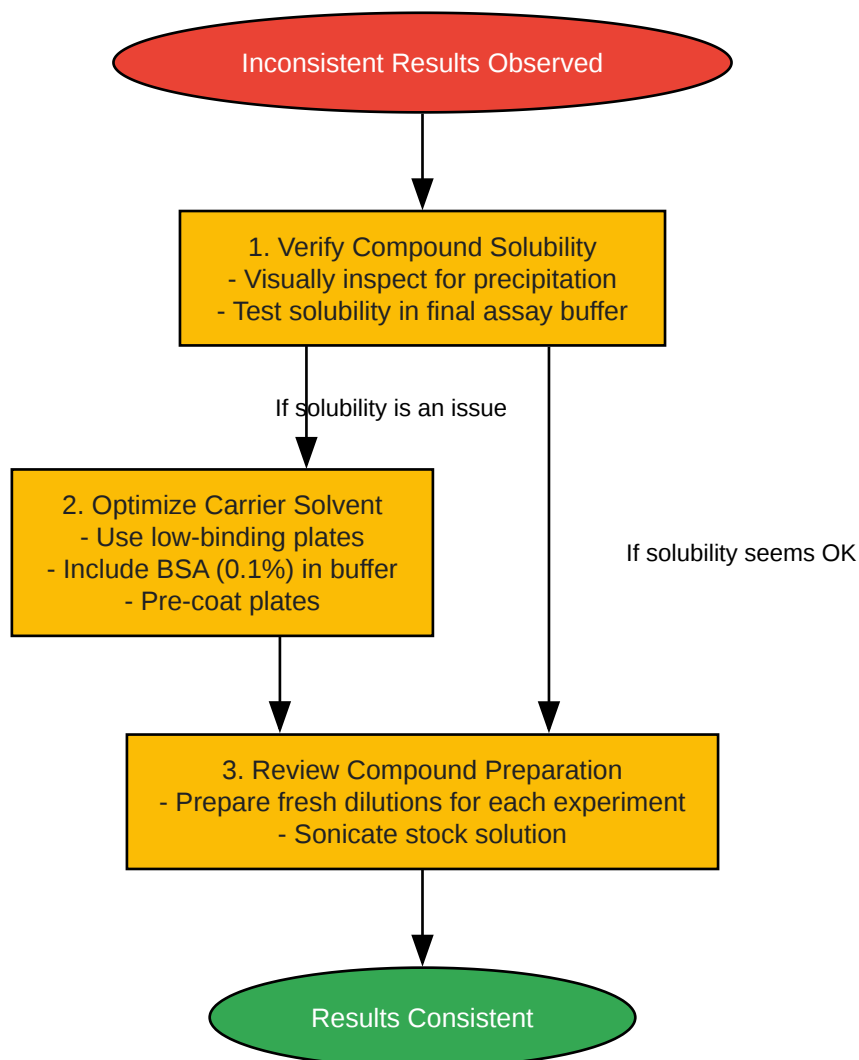 Inconsistent Results Observed
1. Verify Compound Solubility
- Visually inspect for precipitation
- Test solubility in final assay buffer
If solubility is an issue
2. Optimize Carrier Solvent
- Use low-binding plates
- Include BSA (0.1%) in buffer
- Pre-coat plates
If solubility seems OK
3. Review Compound Preparation
- Prepare fresh dilutions for each experiment
- Sonicate stock solution
Results Consistent